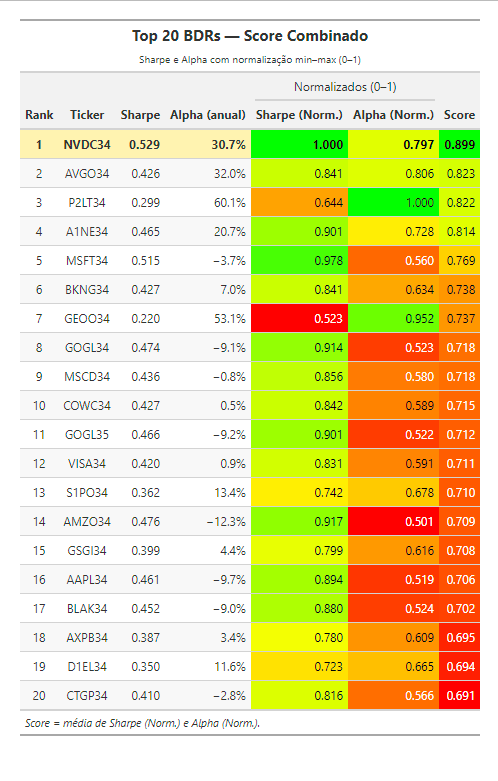 Top 20 BDRs — Score Combinado
Sharpe e Alpha com normalização min–max (0–1)
Normalizados (0–1)
Rank Ticker Sharpe Alpha (anual) Sharpe (Norm.) Alpha (Norm.) Score
1 NVDC34 0.529 30.7% 1.000 0.797 0.899
2 AVGO34 0.426 32.0% 0.841 0.806 0.823
3 P2LT34 0.299 60.1% 0.644 1.000 0.822
4 A1NE34 0.465 20.7% 0.901 0.728 0.814
5 MSFT34 0.515 −3.7% 0.978 0.560 0.769
6 BKNG34 0.427 7.0% 0.841 0.634 0.738
7 GEOO34 0.220 53.1% 0.523 0.952 0.737
8 GOGL34 0.474 −9.1% 0.914 0.523 0.718
9 MSCD34 0.436 −0.8% 0.856 0.580 0.718
10 COWC34 0.427 0.5% 0.842 0.589 0.715
11 GOGL35 0.466 −9.2% 0.901 0.522 0.712
12 VISA34 0.420 0.9% 0.831 0.591 0.711
13 S1PO34 0.362 13.4% 0.742 0.678 0.710
14 AMZO34 0.476 −12.3% 0.917 0.501 0.709
15 GSGI34 0.399 4.4% 0.799 0.616 0.708
16 AAPL34 0.461 −9.7% 0.894 0.519 0.706
17 BLAK34 0.452 −9.0% 0.880 0.524 0.702
18 AXPB34 0.387 3.4% 0.780 0.609 0.695
19 D1EL34 0.350 11.6% 0.723 0.665 0.694
20 CTGP34 0.410 −2.8% 0.816 0.566 0.691
Score = média de Sharpe (Norm.) e Alpha (Norm.).